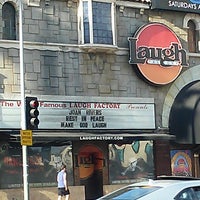 SATURDAYS A
Laugh
The World Famous LAUGH FACTORY Presents
JOAN RIVERS
REST IN PEACE
MAKE GOD LAUGH
LAUGHFACTORY.COM